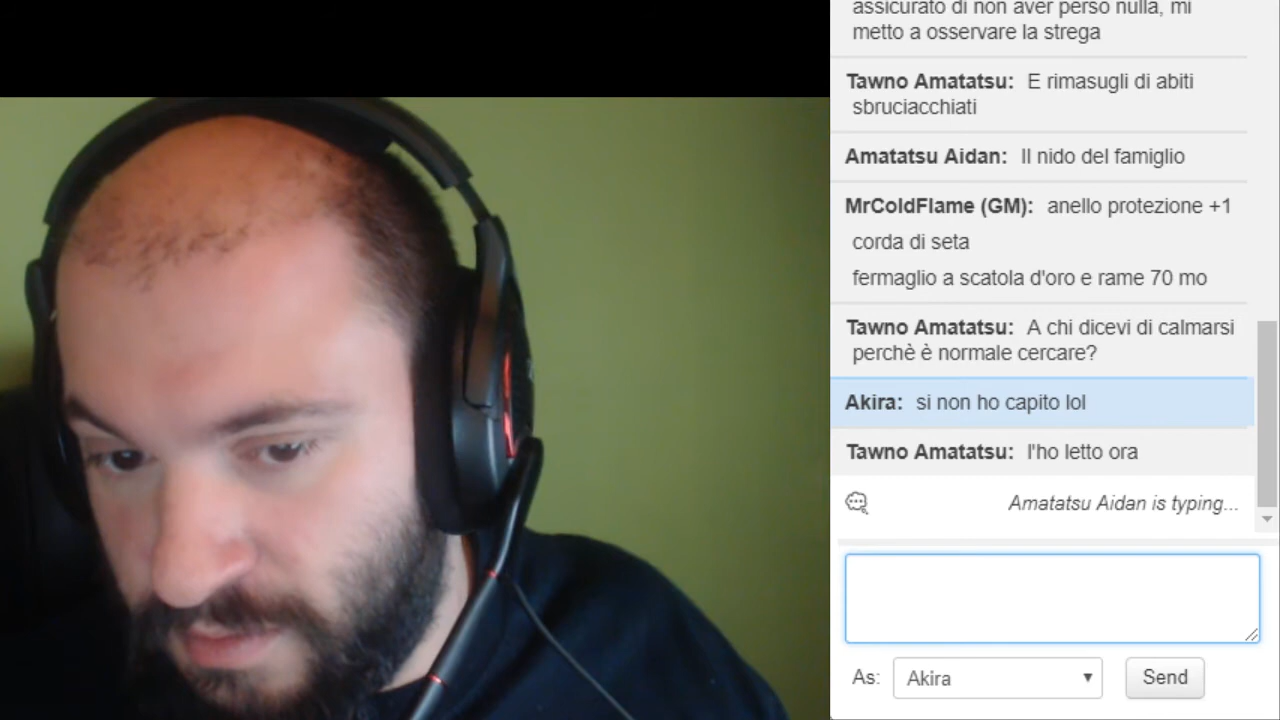 assicurato di non aver perso nulla, mi
metto a osservare la strega
Tawno Amatatsu: E rimasugli di abiti
sbruciacchiati
Amatatsu Aidan: Il nido del famiglio
MrColdFlame (GM): anello protezione +1
corda di seta
fermaglio a scatola d'oro e rame 70 mo
Tawno Amatatsu: A chi dicevi di calmarsi
perchè è normale cercare?
Akira: si non ho capito lol
Tawno Amatatsu: l'ho letto ora
Amatatsu Aidan is typing...
As: Akira Send